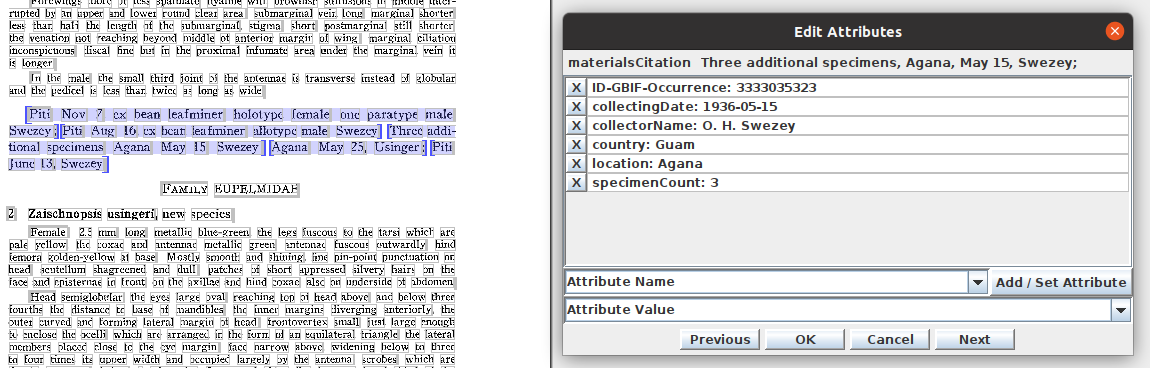 Forewings more or less spatulate hyaline with brownish
rupted by an upper and lower round clear area submarginal vein long marginal shorter
less than half the length of the submarginal, stigma short postmarginal still shorter
the venation not reaching beyond middle of anterior margin of wing marginal ciliation
inconspicuous discal fine but in the proximal infumate area under the marginal vein it
is longer
In the male the small third joint of the antennae is transverse instead of globular
and the pedicel is less than twice as long as wide
Piti Nov 7 ex bean leafminer holotype female one paratype male
Swezey; Piti Aug 16 ex bean leafminer allotype male Swezey Three addi-
tional specimens Agana May 15 Swezey Agana May 25, Usinger; Piti
June 13, Swezey
FAMILY EUPELMIDAE
2 Zaischnopsis usingeri, new species
Female 2.5 mm long metallic blue-green the legs fuscous to the tarsi which are
pale yellow the coxae and antennae metallic green antennae fuscous outwardly hind
femora golden-yellow at base Mostly smooth and shining, fine pin-point punctuation on
head scutellum shagreened and dull patches of short appressed silvery hairs on the
face and episternae in front on the axillae and hind coxae also on underside of abdomen
Head semiglobular the eyes large oval reaching top of head above and below three
fourths the distance to base of mandibles the inner margins diverging anteriorly, the
outer curved and forming lateral margin of head frontovertex small just large enough
to enclose the ocelli which are arranged in the form of an equilateral triangle the lateral
members placed close to the eye margin face narrow above widening below to three
to four times its upper width and occupied largely by the antenna scrobes which are
Edit Attributes
materialsCitation Three additional specimens, Agana, May 15, Swezey;
X ID-GBIF-Occurrence: 3333035323
X collectingDate: 1936-05-15
X collectorName: O. H. Swezey
X country: Guam
X location: Agana
X specimenCount: 3
Attribute Name Add / Set Attribute
Attribute Value
Previous OK Cancel Next